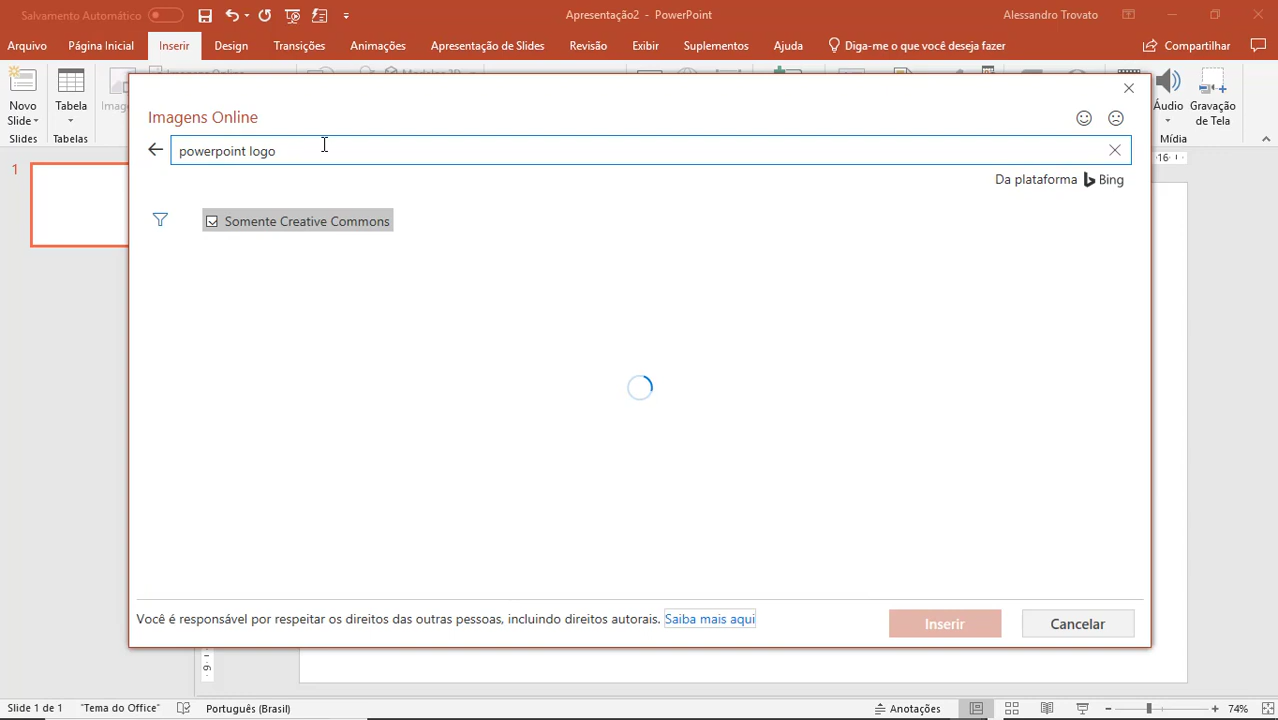 Salvamento Automático
Apresentação2 - PowerPoint
Alessandro Trovato
Arquivo
Página Inicial
Inserir
Design
Transições
Animações
Apresentação de Slides
Revisão
Exibir
Suplementos
Ajuda
Diga-me o que você deseja fazer
Compartilhar
Novo
Slide
Slides
Tabela
Tabelas
Áudio
Gravação
de Tela
Mídia
Imagens Online
powerpoint logo
Da plataforma Bing
Somente Creative Commons
1
16
9
Você é responsável por respeitar os direitos das outras pessoas, incluindo direitos autorais. Saiba mais aqui
Inserir
Cancelar
Slide 1 de 1
"Tema do Office"
Português (Brasil)
Anotações
74%